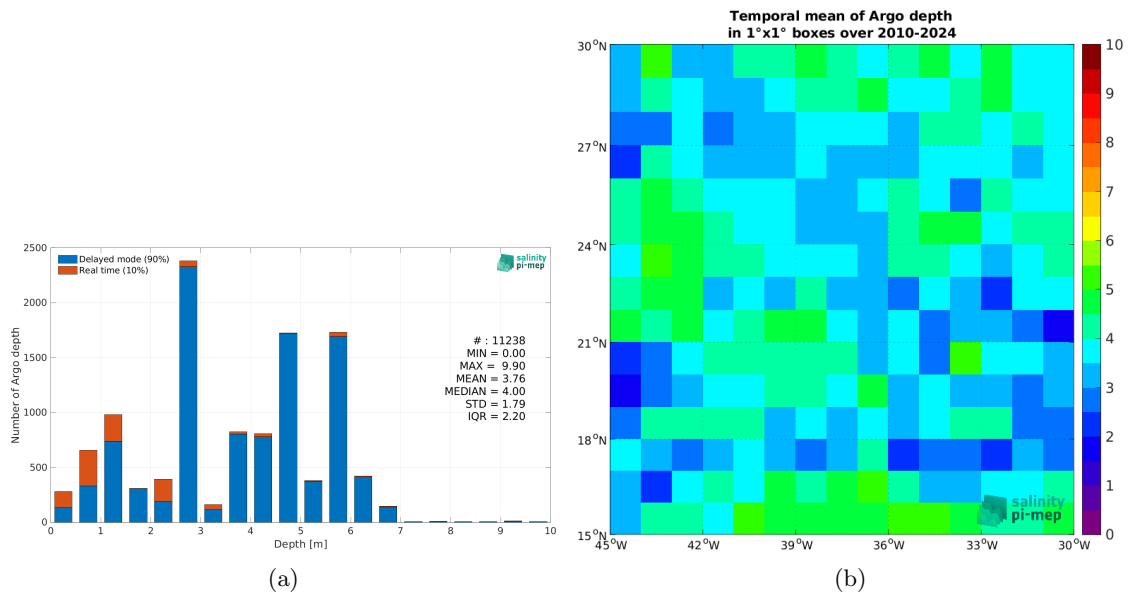 2500
2000
1500
1000
500
0
Number of Argo depth
Delayed mode (90%)
Real time (10%)
salinity
pi-mep
# : 11238
MIN = 0.00
MAX = 9.90
MEAN = 3.76
MEDIAN = 4.00
STD = 1.79
IQR = 2.20
0 1 2 3 4 5 6 7 8 9 10
Depth [m]
(a)
Temporal mean of Argo depth
in 1°x1° boxes over 2010-2024
30°N
27°N
24°N
21°N
18°N
15°N
45°W 42°W 39°W 36°W 33°W 30°W
salinity
pi-mep
10
9
8
7
6
5
4
3
2
1
0
(b)